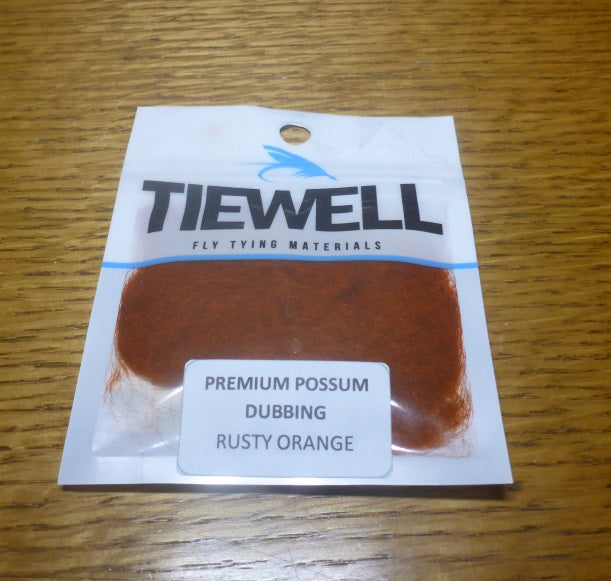 TIEWELL
FLY TYING MATERIALS
PREMIUM POSSUM
DUBBING
RUSTY ORANGE